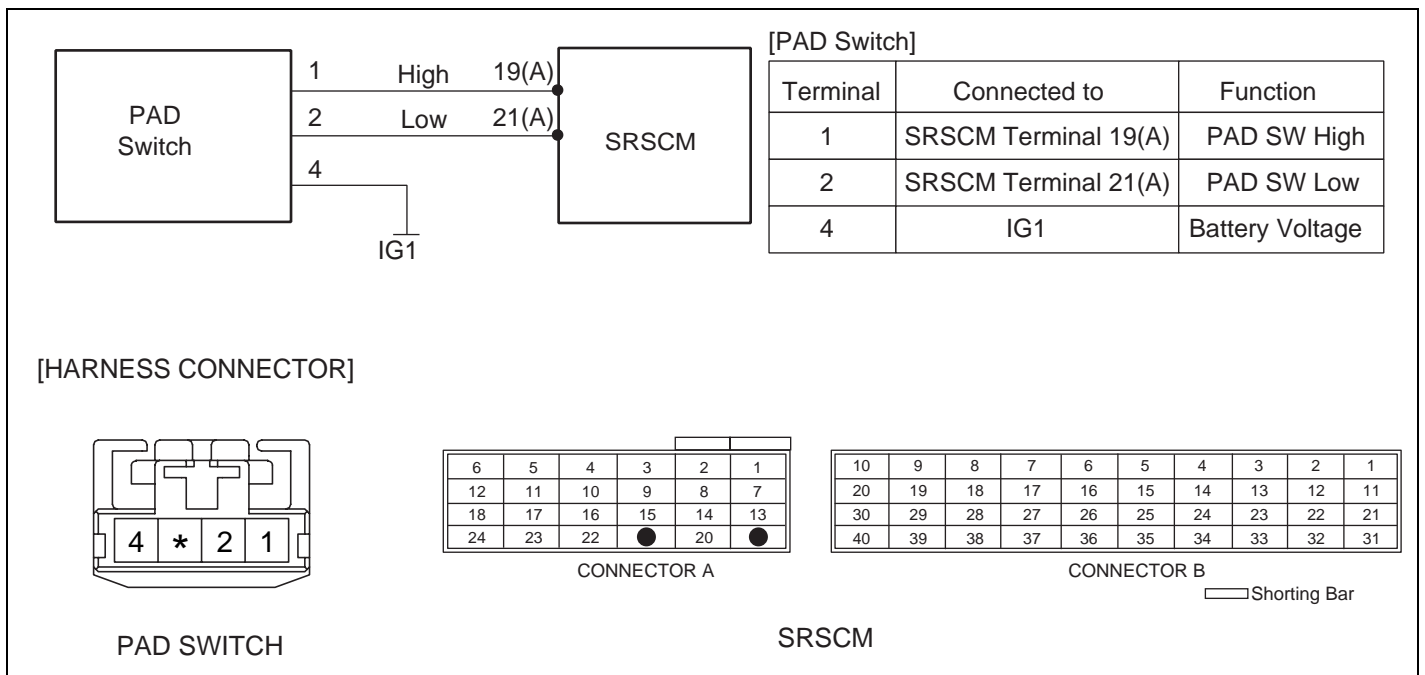 1 High 19(A)
2 Low 21(A)
4
PAD
Switch
SRSCM
IG1
[PAD Switch]
Terminal Connected to Function
1 SRSCM Terminal 19(A) PAD SW High
2 SRSCM Terminal 21(A) PAD SW Low
4 IG1 Battery Voltage
[HARNESS CONNECTOR]
4 * 2 1
PAD SWITCH
6 5 4 3 2 1
12 11 10 9 8 7
18 17 16 15 14 13
24 23 22 20
CONNECTOR A
10 9 8 7 6 5 4 3 2 1
20 19 18 17 16 15 14 13 12 11
30 29 28 27 26 25 24 23 22 21
40 39 38 37 36 35 34 33 32 31
CONNECTOR B
Shorting Bar
SRSCM